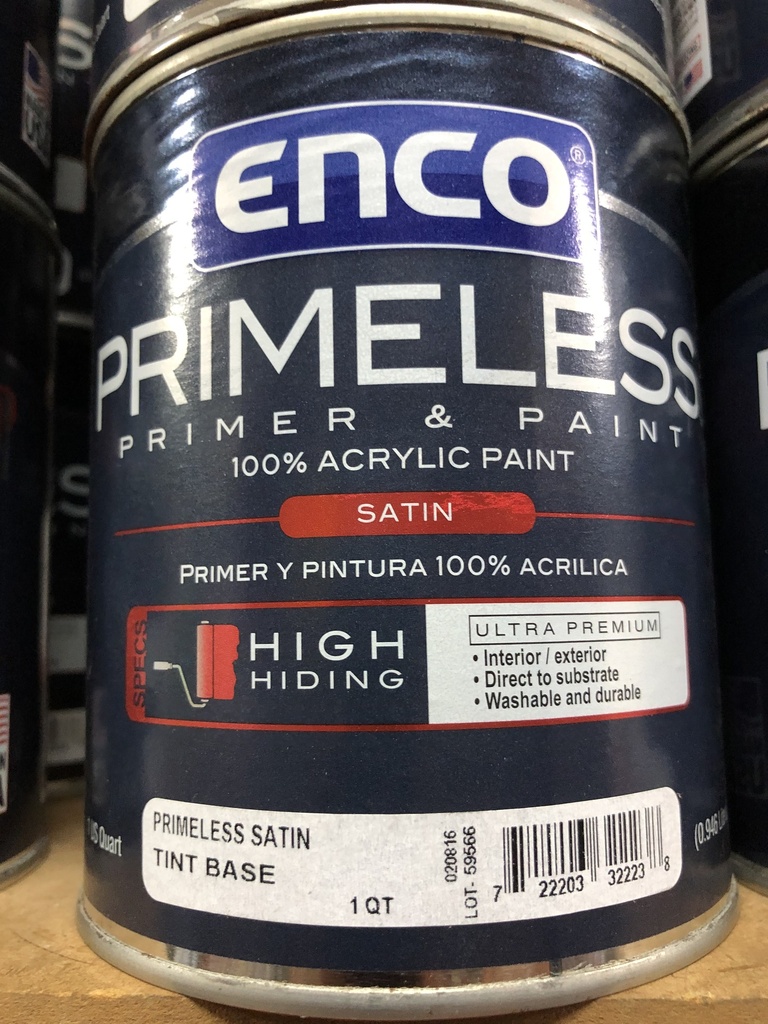 ENCO®
PRIMELESS
PRIMER & PAINT
100% ACRYLIC PAINT
SATIN
PRIMER Y PINTURA 100% ACRILICA
SPECS
HIGH
HIDING
ULTRA PREMIUM
• Interior / exterior
• Direct to substrate
• Washable and durable
1 US Quart
PRIMELESS SATIN
TINT BASE
1 QT
020816
LOT- 59566
7 22203 32223 8
(0.946